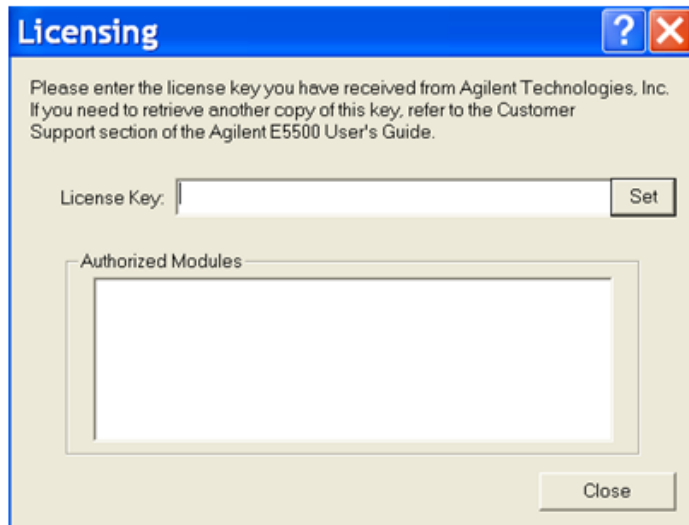 Licensing
Please enter the license key you have received from Agilent Technologies, Inc.
If you need to retrieve another copy of this key, refer to the Customer
Support section of the Agilent E5500 User's Guide.
License Key:
Set
Authorized Modules
Close